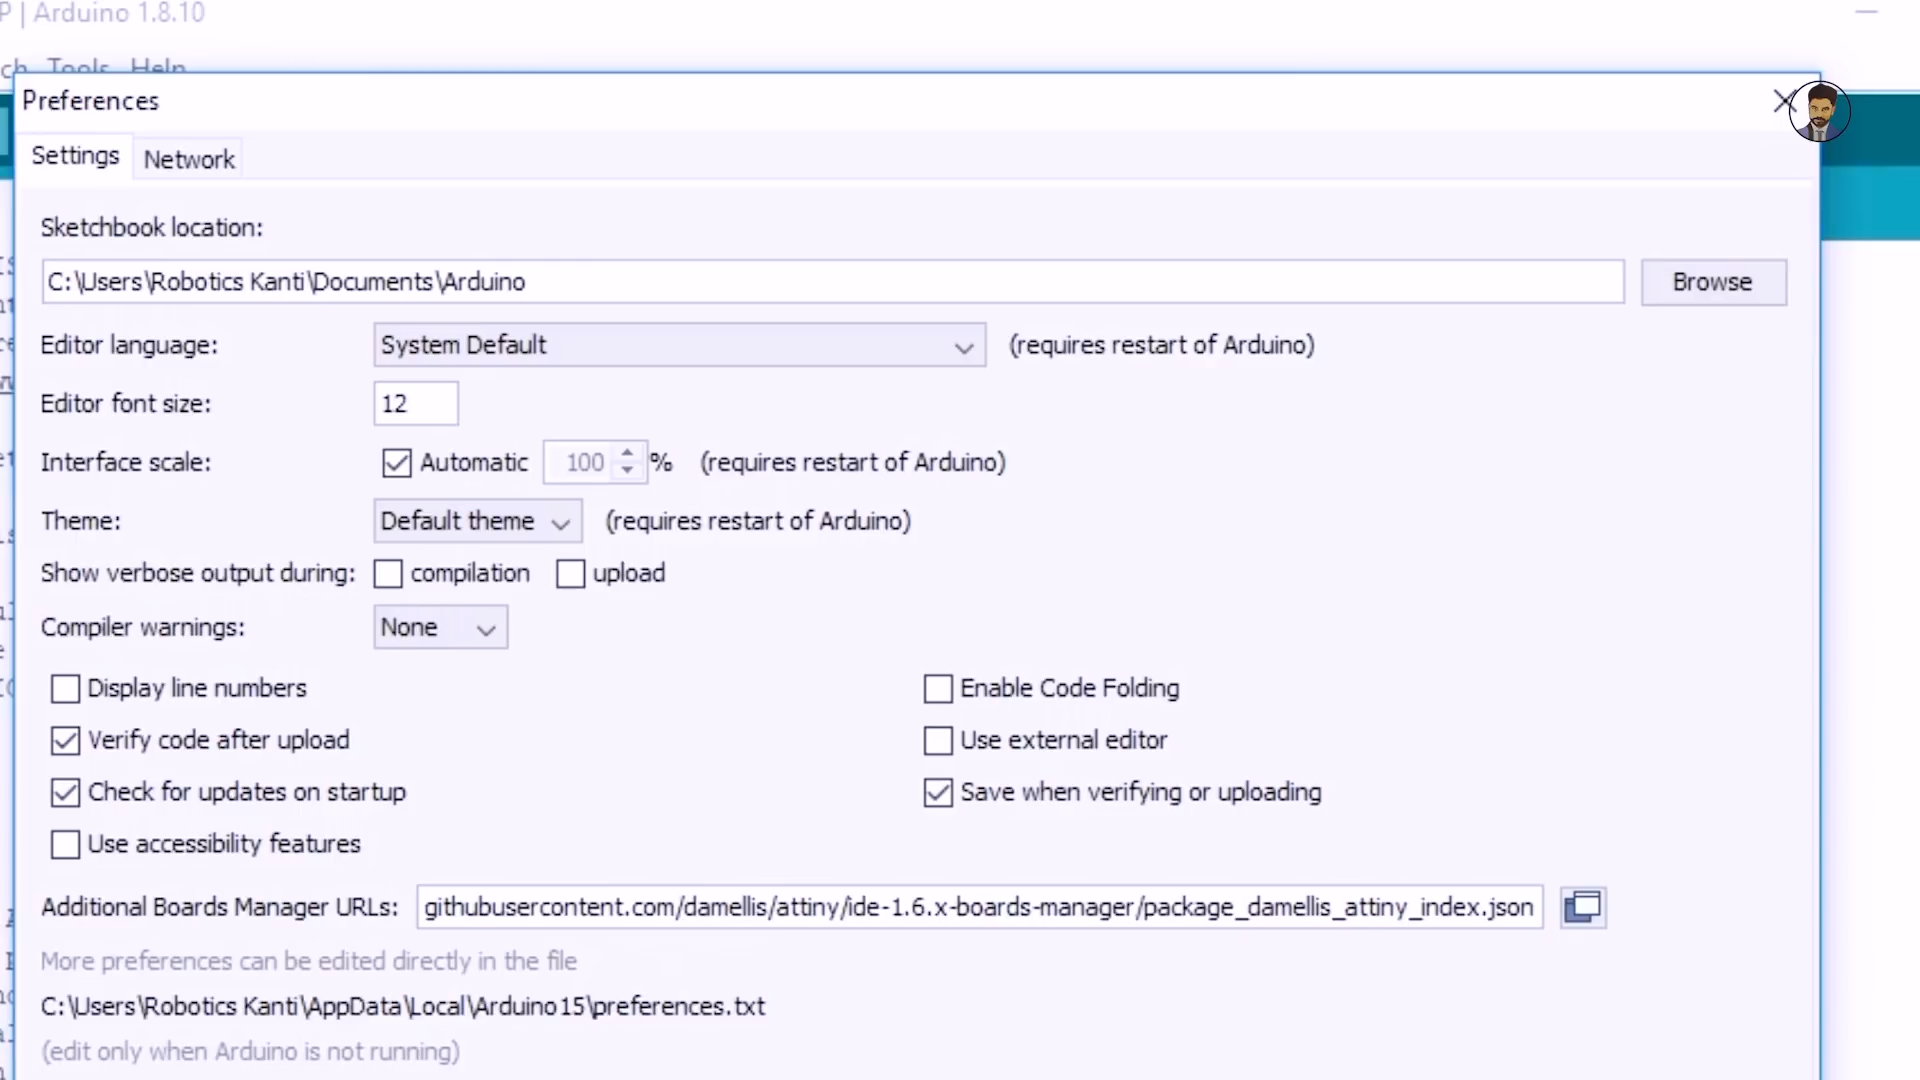 P | Arduino 1.8.10
ch Tools Help
Preferences
Settings Network
Sketchbook location:
C:\Users\Robotics Kanti\Documents\Arduino Browse
Editor language: System Default (requires restart of Arduino)
Editor font size: 12
Interface scale: Automatic 100 % (requires restart of Arduino)
Theme: Default theme (requires restart of Arduino)
Show verbose output during: compilation upload
Compiler warnings: None
Display line numbers Enable Code Folding
Verify code after upload Use external editor
Check for updates on startup Save when verifying or uploading
Use accessibility features
Additional Boards Manager URLs: githubusercontent.com/damellis/attiny/ide-1.6.x-boards-manager/package_damellis_attiny_index.json
More preferences can be edited directly in the file
C:\Users\Robotics Kanti\AppData\Local\Arduino15\preferences.txt
(edit only when Arduino is not running)